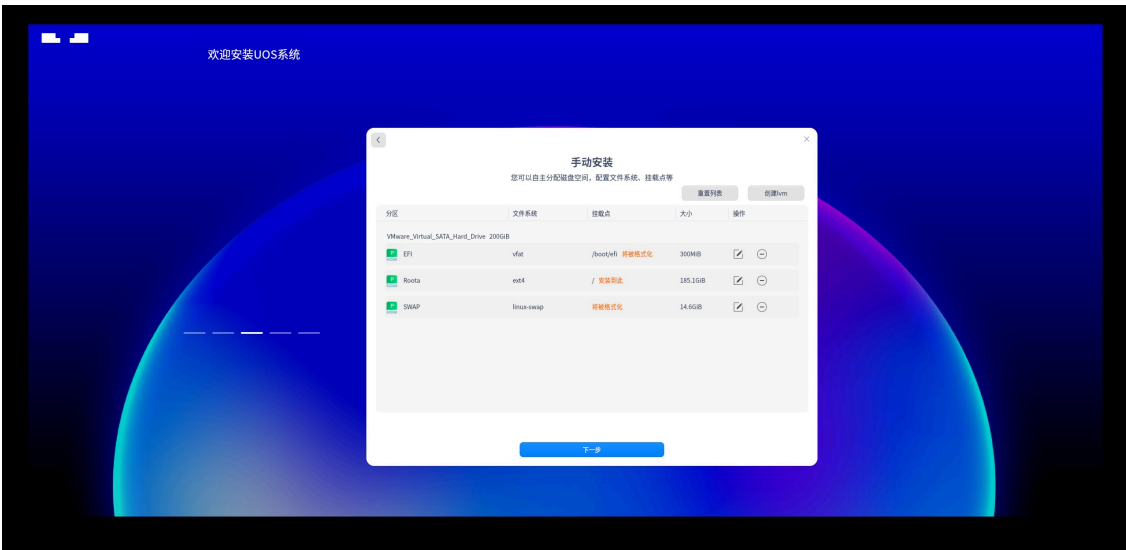 欢迎安装UOS系统
手动安装
您可以自主分配磁盘空间，配置文件系统、挂载点等
重置列表 创建lvm
分区 文件系统 挂载点 大小 操作
VMware_Virtual_SATA_Hard_Drive 200GiB
EFI vfat /boot/efi 将被格式化 300MiB
Roota ext4 / 安装到此 185.1GiB
SWAP linux-swap 将被格式化 14.6GiB
下一步